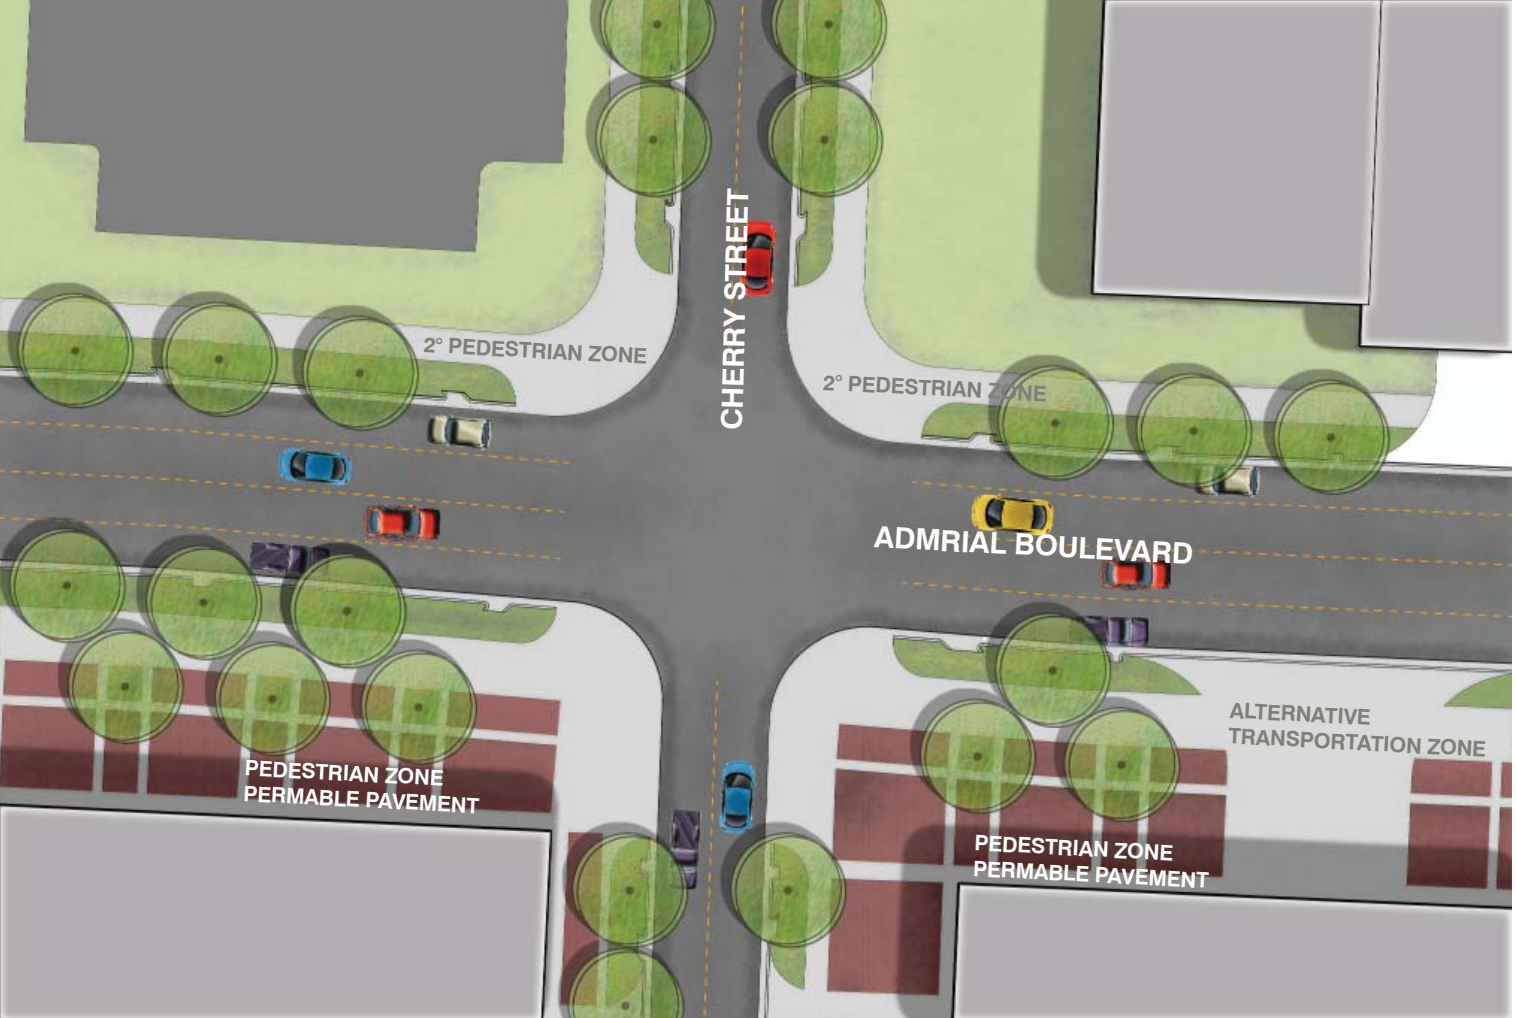 CHERRY STREET
2° PEDESTRIAN ZONE
2° PEDESTRIAN ZONE
ADMRIAL BOULEVARD
ALTERNATIVE
TRANSPORTATION ZONE
PEDESTRIAN ZONE
PERMABLE PAVEMENT
PEDESTRIAN ZONE
PERMABLE PAVEMENT